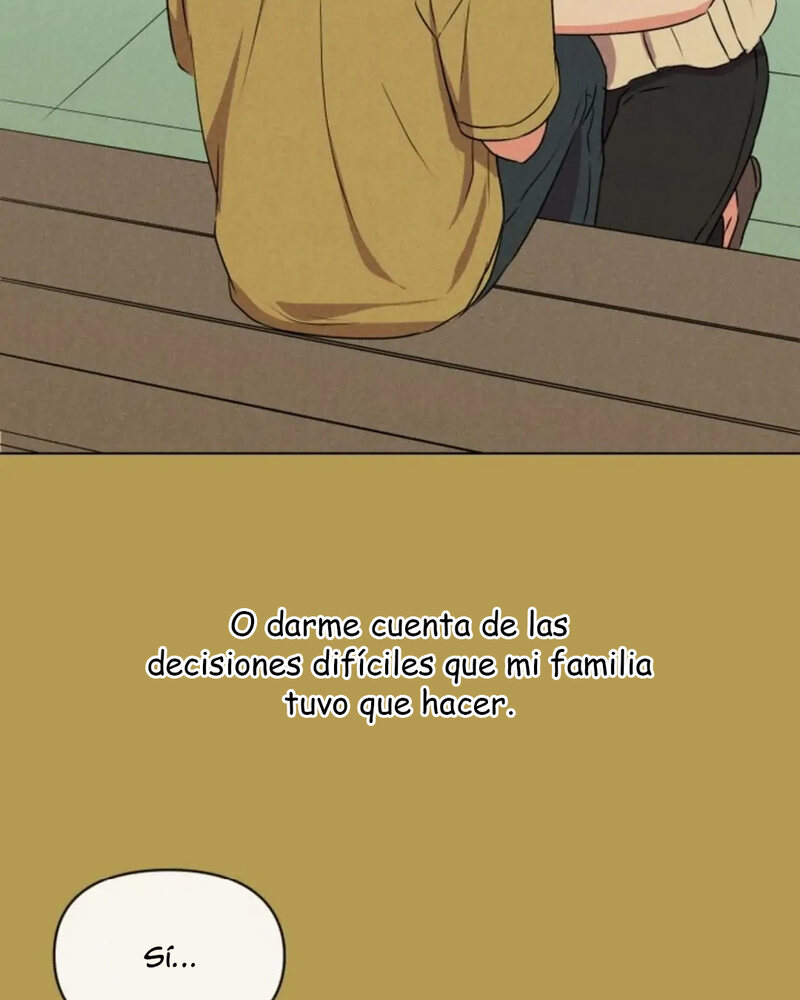 O darme cuenta de las
decisiones difíciles que mi familia
tuvo que hacer.
Sí...